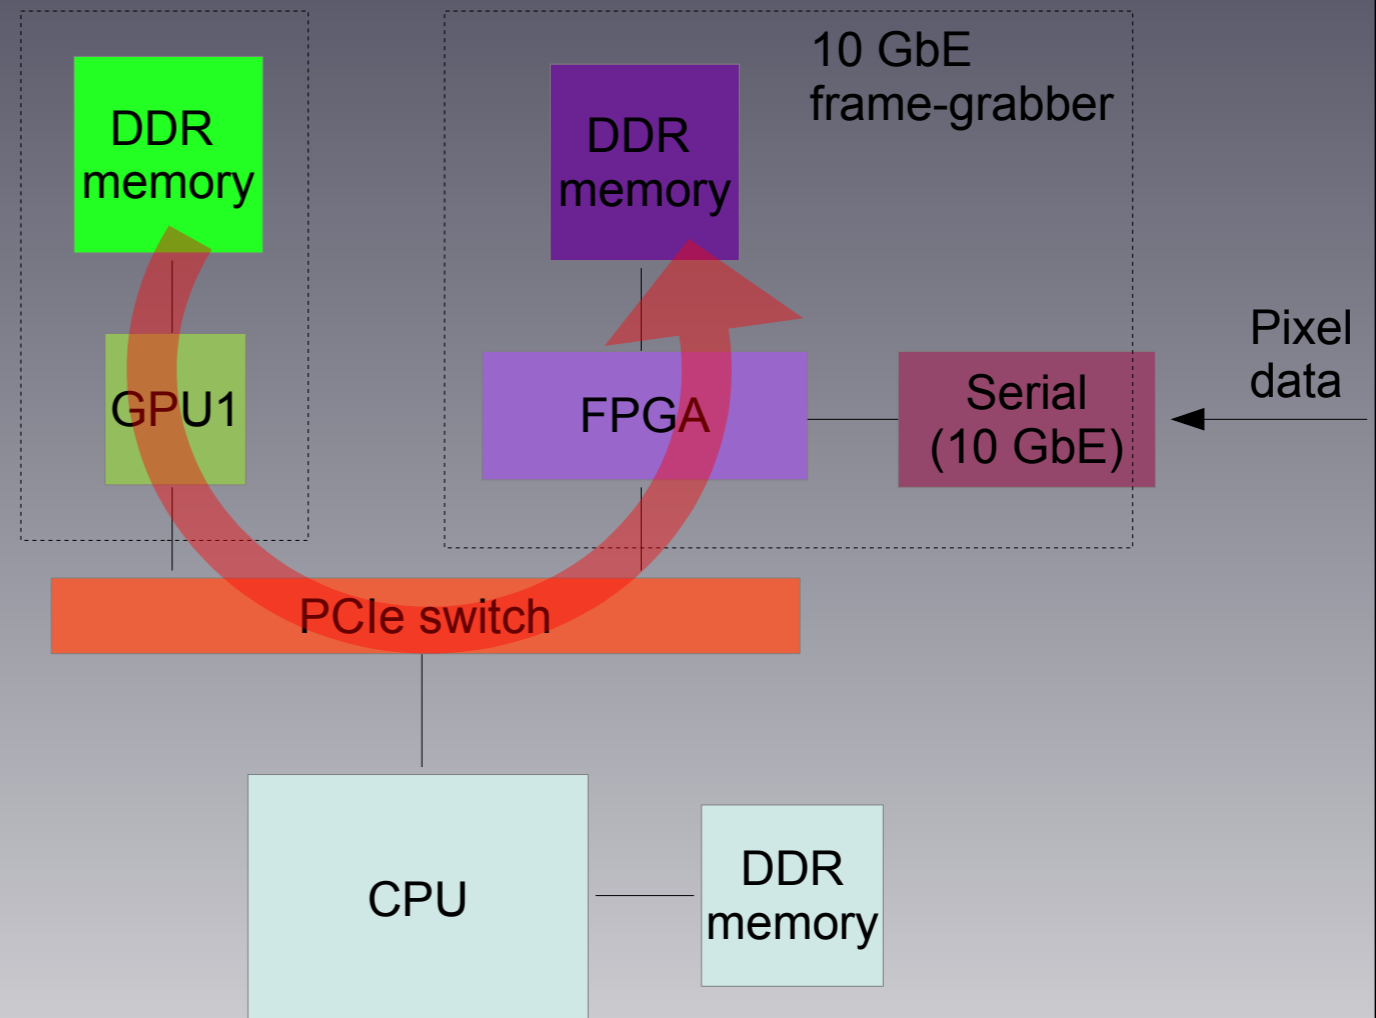 10 GbE
frame-grabber
DDR
memory
DDR
memory
Pixel
data
GPU1
FPGA
Serial
(10 GbE)
PCIe switch
CPU
DDR
memory